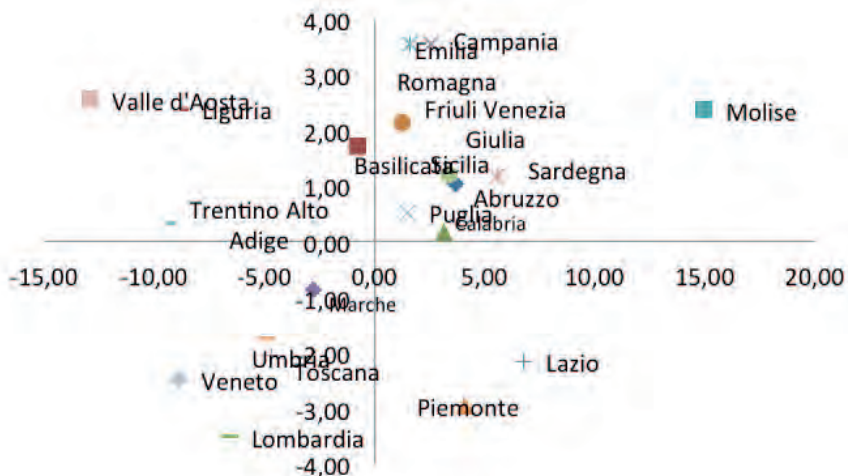 4,00
Campania
Emilia
Romagna
3,00
Valle d'Aosta
Liguria
Friuli Venezia
Giulia
Molise
2,00
Basilicata
Sicilia
Sardegna
1,00
Abruzzo
Trentino Alto
Adige
Puglia
Calabria
0,00
-15,00 -10,00 -5,00 0,00 5,00 10,00 15,00 20,00
-1,00
Marche
-2,00
Umbria
Toscana
Veneto
Lazio
-3,00
Piemonte
Lombardia
-4,00